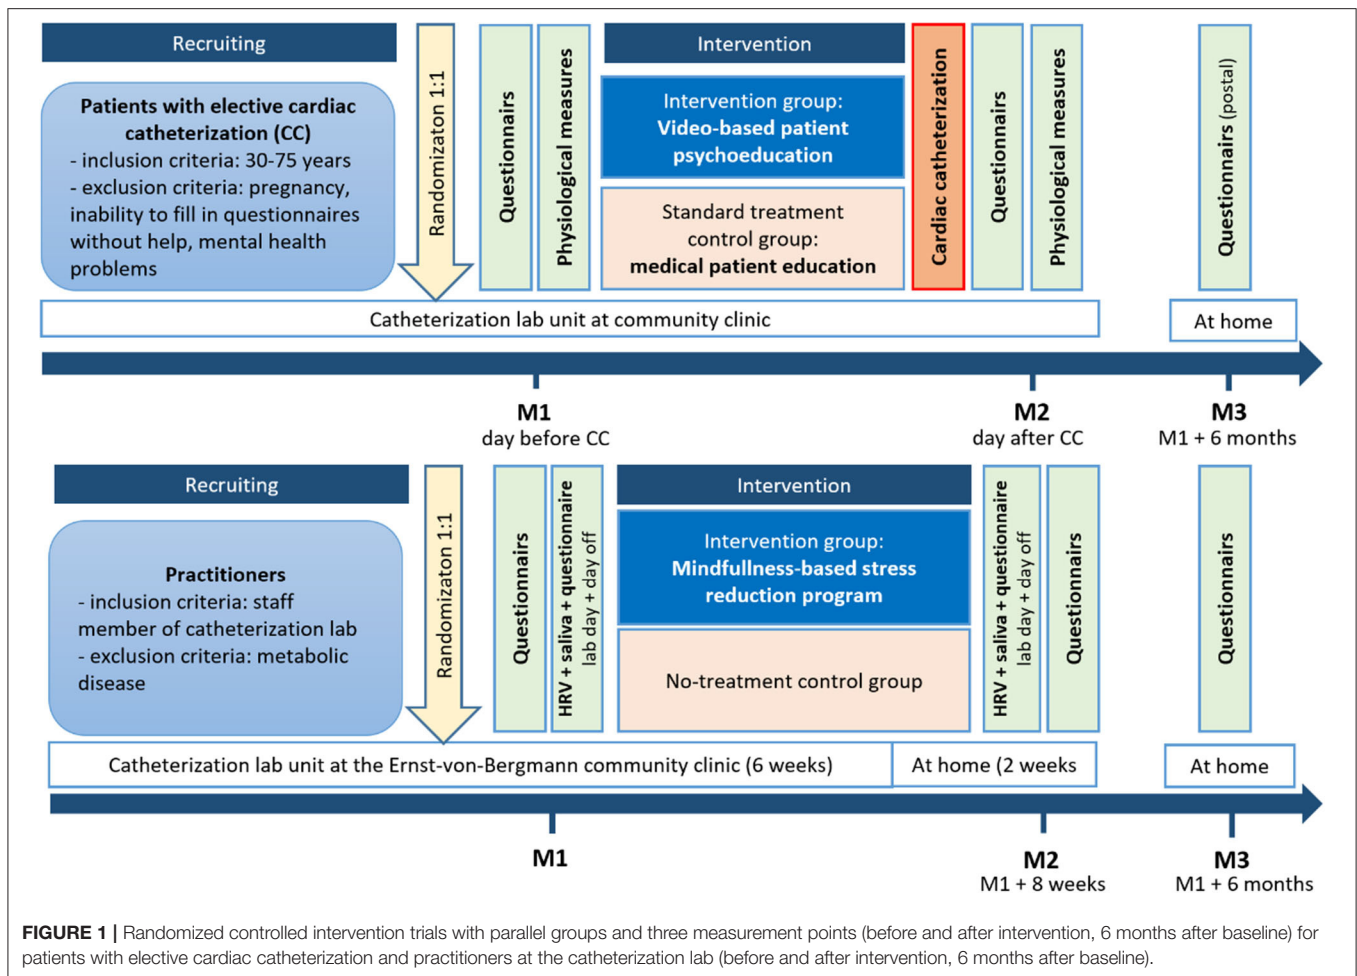 Recruiting
Patients with elective cardiac
catheterization (CC)
- inclusion criteria: 30-75 years
- exclusion criteria: pregnancy,
inability to fill in questionnaires
without help, mental health
problems
Randomizaton 1:1
Questionnairs
Physiological measures
Intervention
Intervention group:
Video-based patient
psychoeducation
Standard treatment
control group:
medical patient education
Cardiac catheterization
Questionnairs
Physiological measures
Questionnairs (postal)
Catheterization lab unit at community clinic
At home
M1
day before CC
M2
day after CC
M3
M1 + 6 months
Recruiting
Practitioners
- inclusion criteria: staff
member of catheterization lab
- exclusion criteria: metabolic
disease
Randomizaton 1:1
Questionnairs
HRV + saliva + questionnaire
lab day + day off
Intervention
Intervention group:
Mindfullness-based stress
reduction program
No-treatment control group
HRV + saliva + questionnaire
lab day + day off
Questionnairs
Questionnairs
Catheterization lab unit at the Ernst-von-Bergmann community clinic (6 weeks)
At home (2 weeks
At home
M1
M2
M1 + 8 weeks
M3
M1 + 6 months
FIGURE 1 | Randomized controlled intervention trials with parallel groups and three measurement points (before and after intervention, 6 months after baseline) for
patients with elective cardiac catheterization and practitioners at the catheterization lab (before and after intervention, 6 months after baseline).